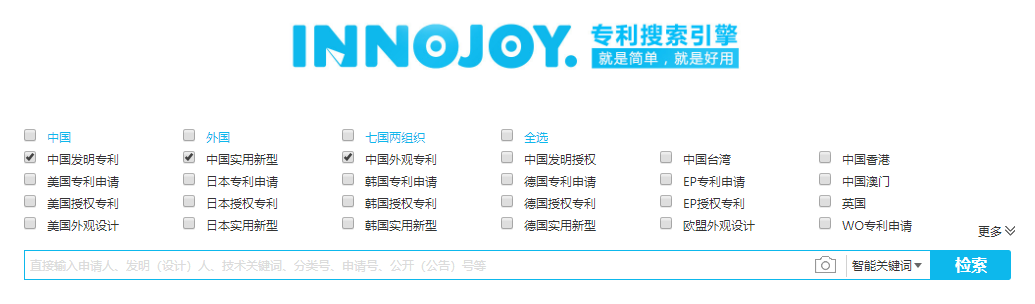 INNOJOY. 专利搜索引擎
就是简单，就是好用
中国 外国 七国两组织 全选
中国发明专利 中国实用新型 中国外观专利 中国发明授权 中国台湾 中国香港
美国专利申请 日本专利申请 韩国专利申请 德国专利申请 EP专利申请 中国澳门
美国授权专利 日本授权专利 韩国授权专利 德国授权专利 EP授权专利 英国
美国外观设计 日本实用新型 韩国实用新型 德国实用新型 欧盟外观设计 WO专利申请
更多
直接输入申请人、发明（设计）人、技术关键词、分类号、申请号、公开（公告）号等 智能关键词 检索